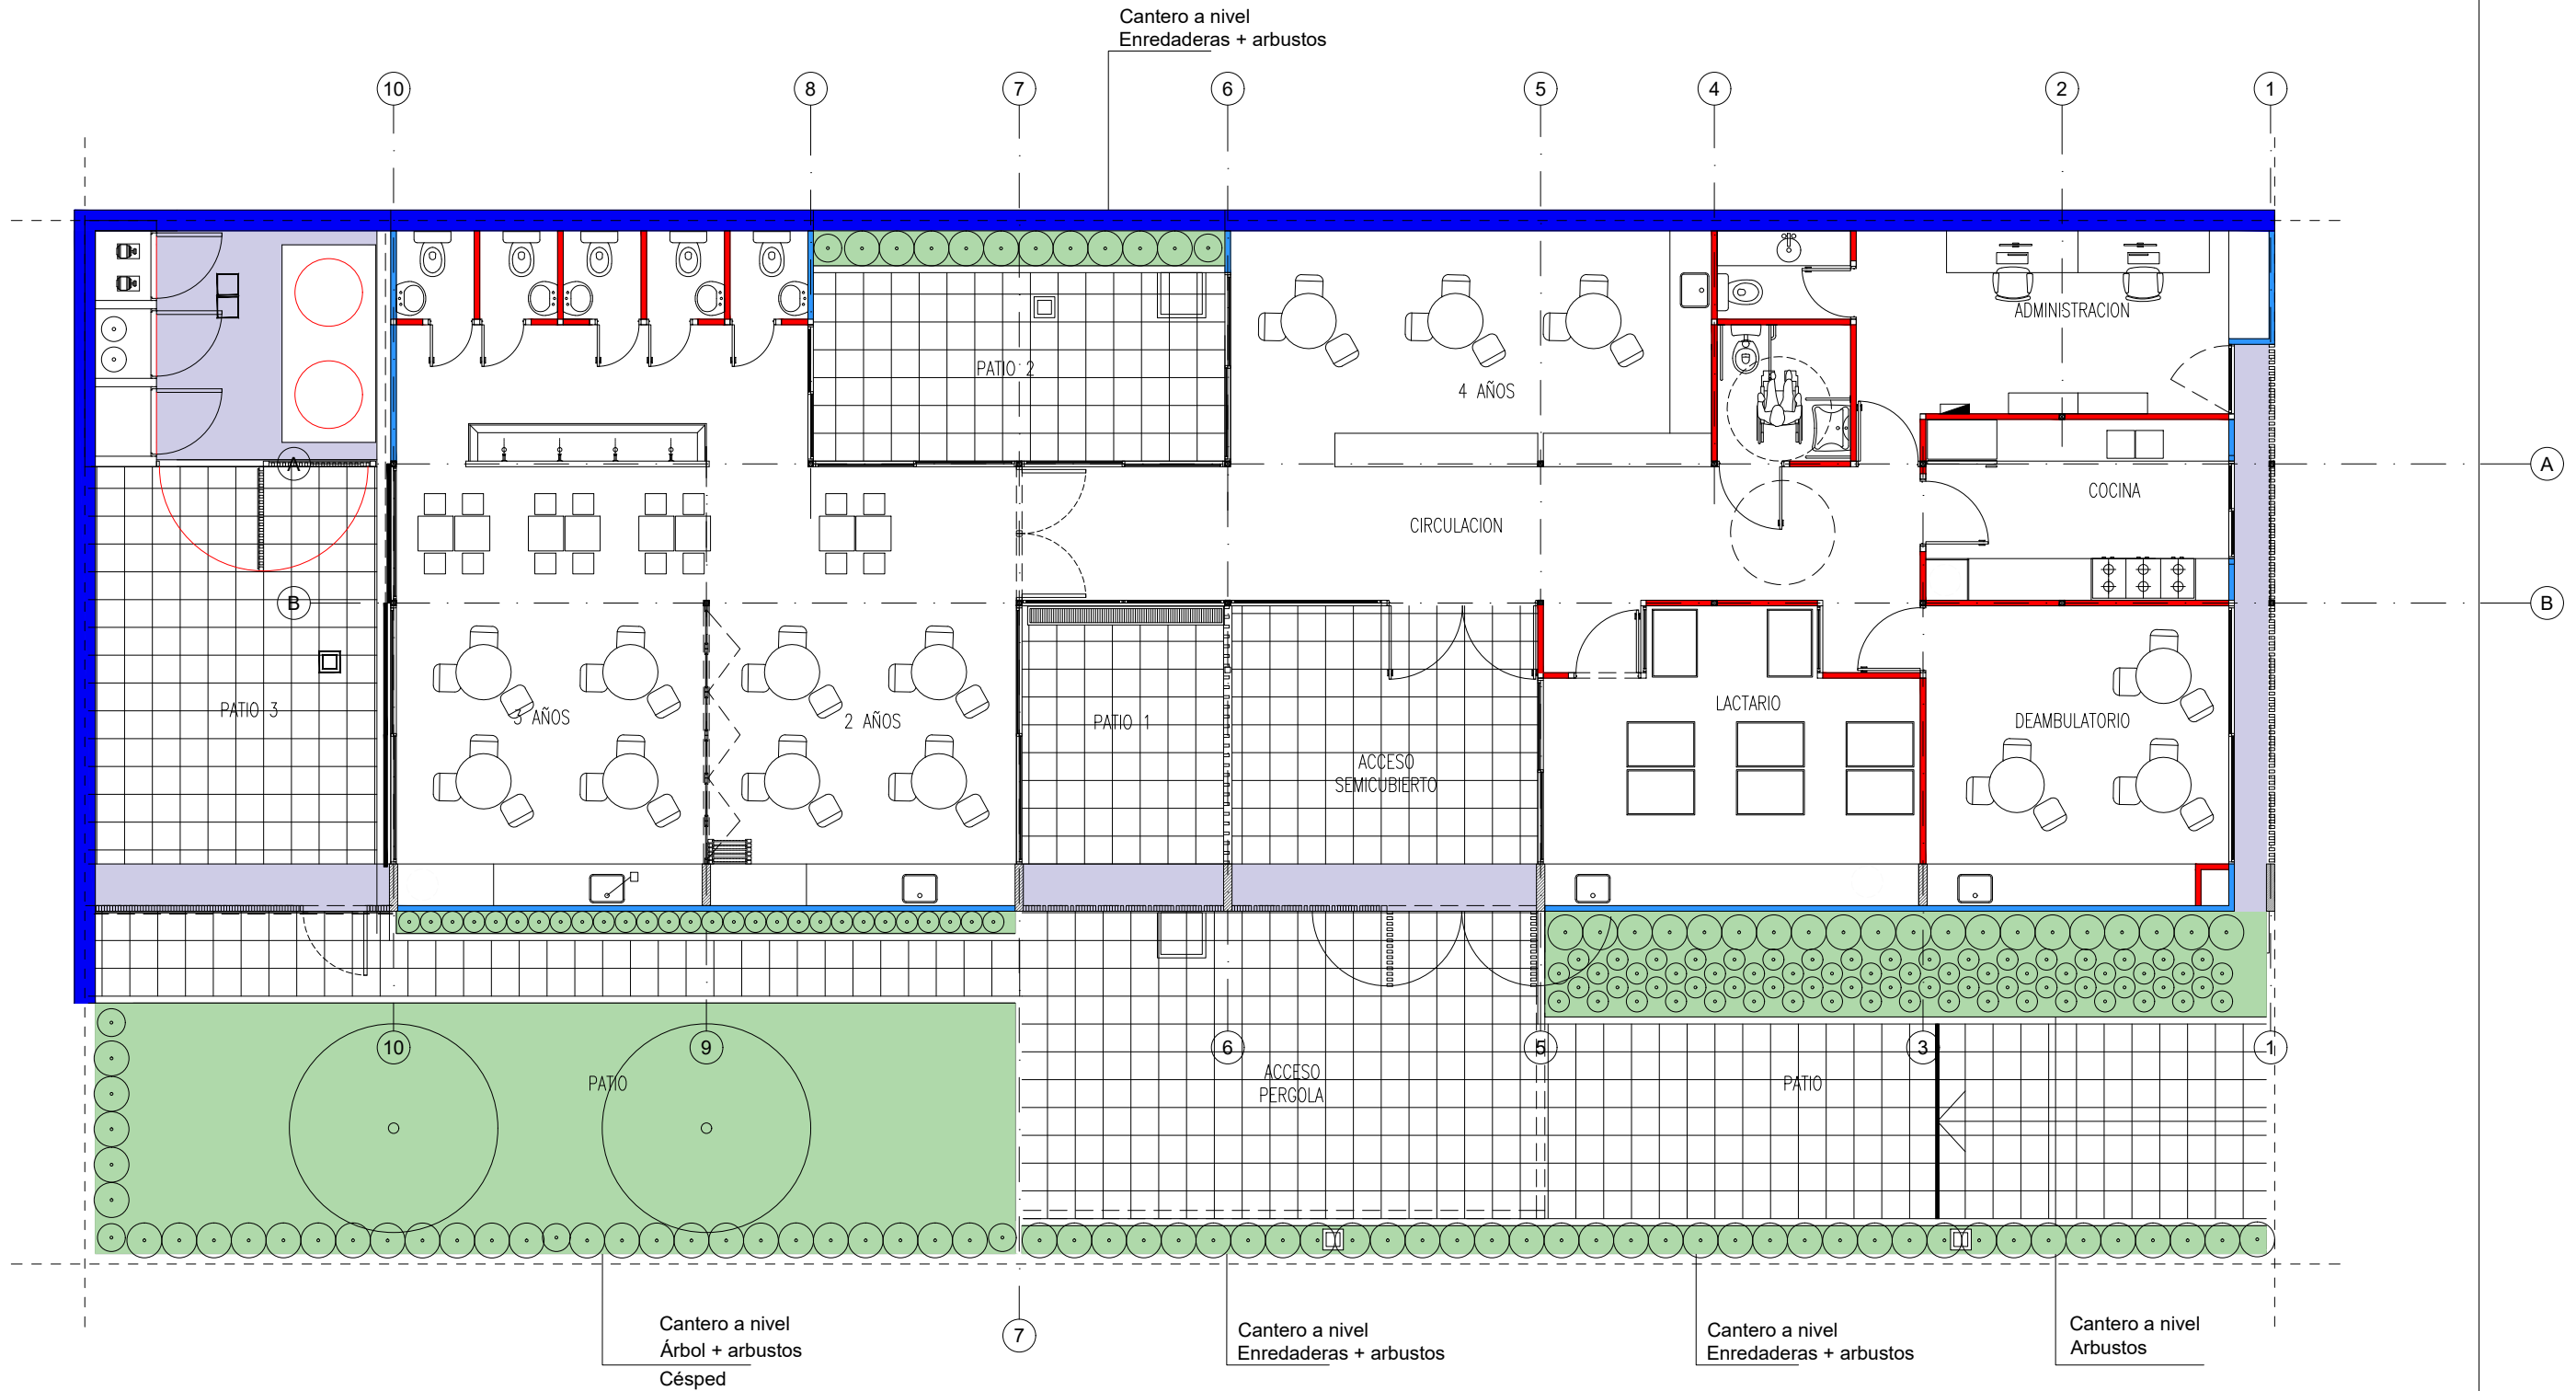 Cantero a nivel
Enredaderas + arbustos
10
8
7
6
5
4
2
1
ADMINISTRACION
PATIO 2
4 AÑOS
A
A
COCINA
CIRCULACION
B
B
PATIO 3
3 AÑOS
2 AÑOS
PATIO 1
LACTARIO
DEAMBULATORIO
ACCESO
SEMICUBIERTO
10
9
6
5
3
1
PATIO
ACCESO
PERGOLA
PATIO
7
Cantero a nivel
Árbol + arbustos
Césped
Cantero a nivel
Enredaderas + arbustos
Cantero a nivel
Enredaderas + arbustos
Cantero a nivel
Arbustos